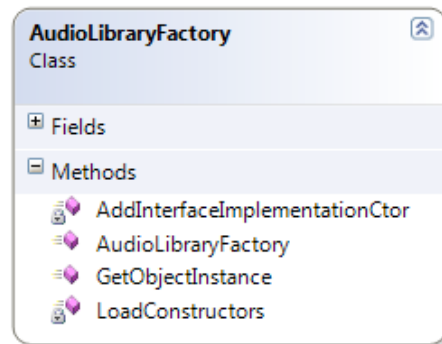 AudioLibraryFactory
Class
Fields
Methods
AddInterfaceImplementationCtor
AudioLibraryFactory
GetObjectInstance
LoadConstructors